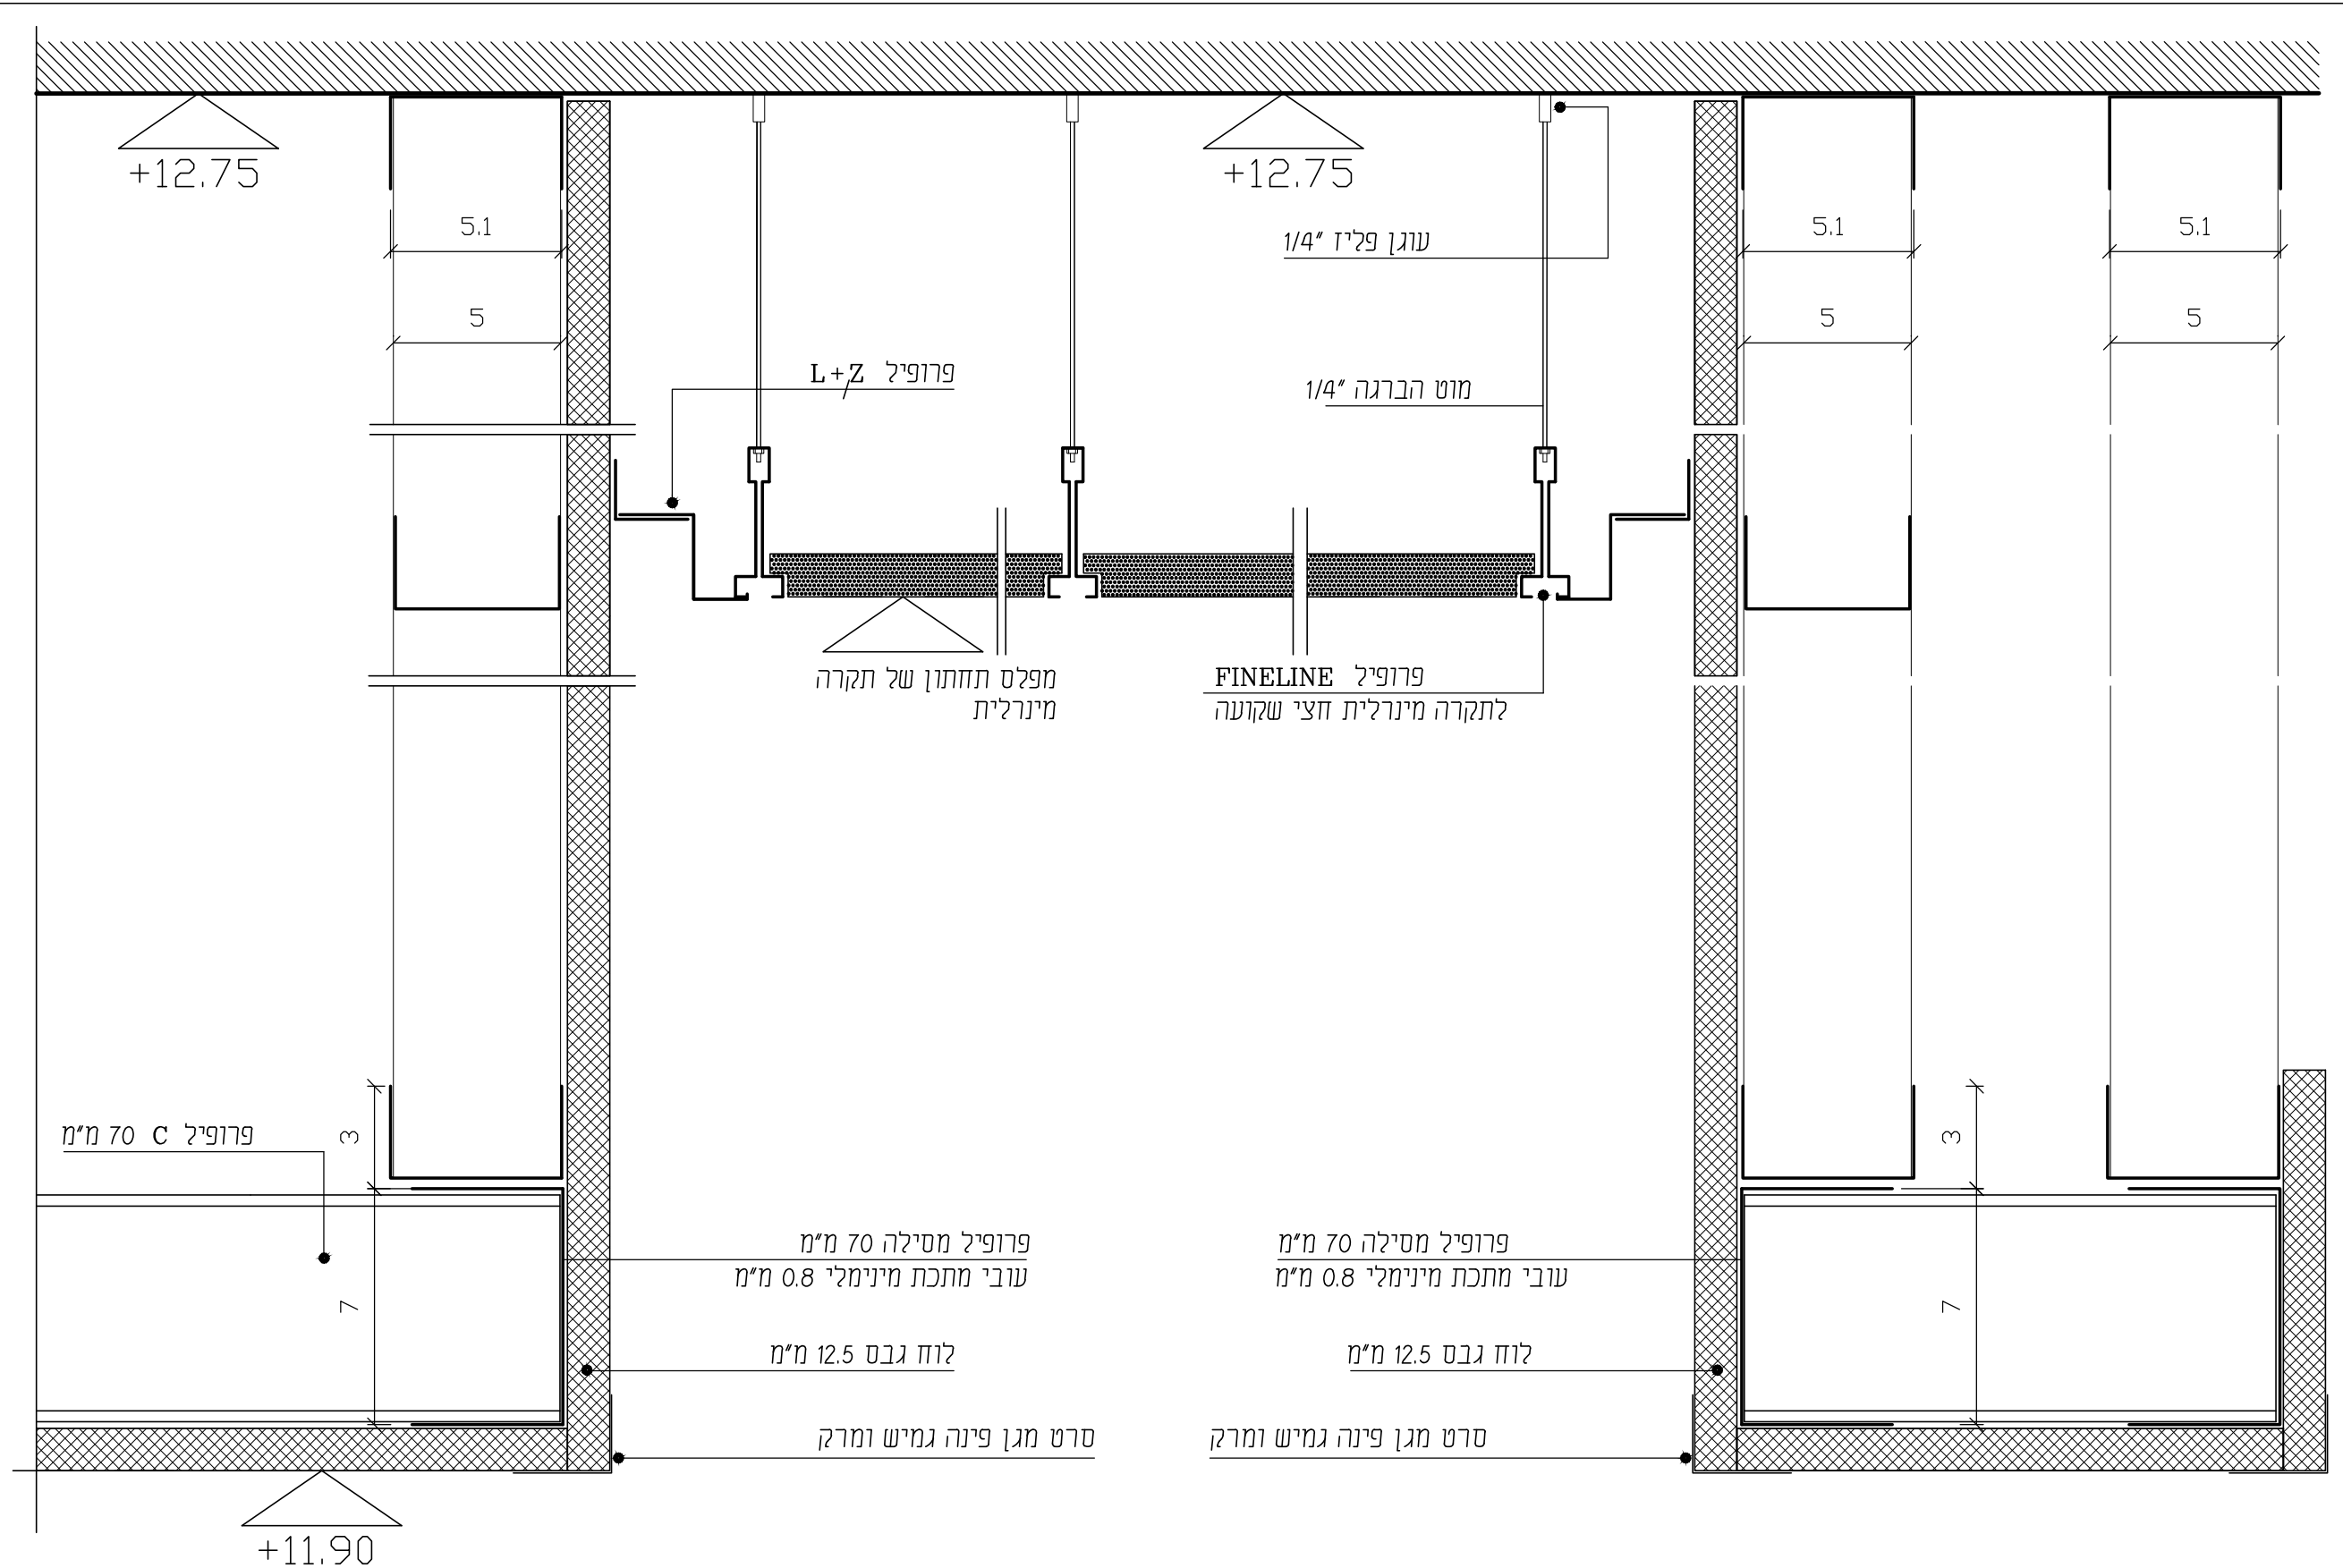 +12.75
+12.75
5.1
5.1
5.1
עוגן פליז "1/4
5
5
5
פרופיל L+Z
מוט הברגה "1/4
מפלס תחתון של תקרה
מינרלית
פרופיל FINELINE
לתקרה מינרלית חצי שקועה
פרופיל C 70 מ"מ
3
3
פרופיל מסילה 70 מ"מ
עובי מתכת מינימלי 0.8 מ"מ
פרופיל מסילה 70 מ"מ
עובי מתכת מינימלי 0.8 מ"מ
7
7
לוח גבס 12.5 מ"מ
לוח גבס 12.5 מ"מ
סרט מגן פינה גמיש ומרק
סרט מגן פינה גמיש ומרק
+11.90